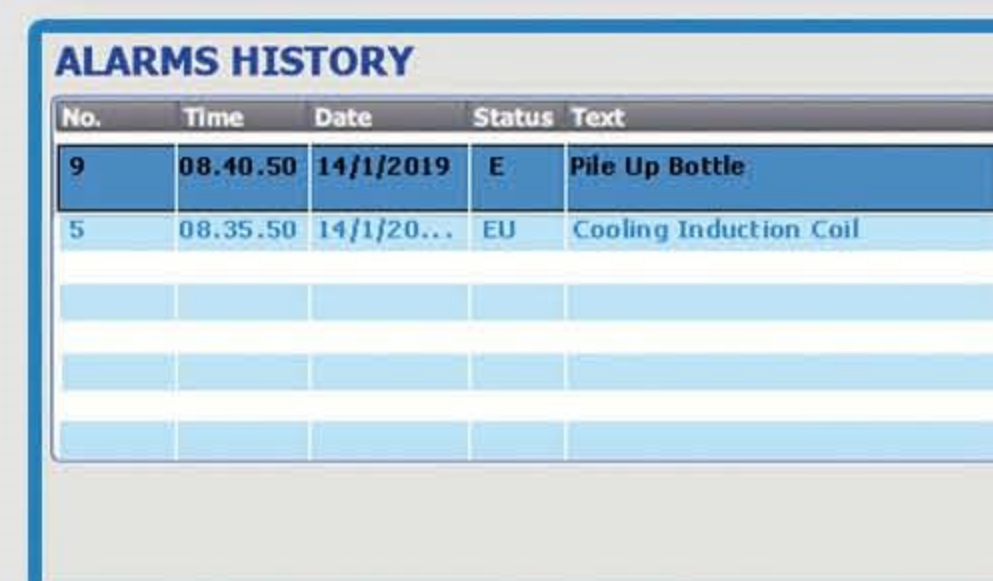 ALARMS HISTORY
No. Time Date Status Text
9 08.40.50 14/1/2019 E Pile Up Bottle
5 08.35.50 14/1/20... EU Cooling Induction Coil